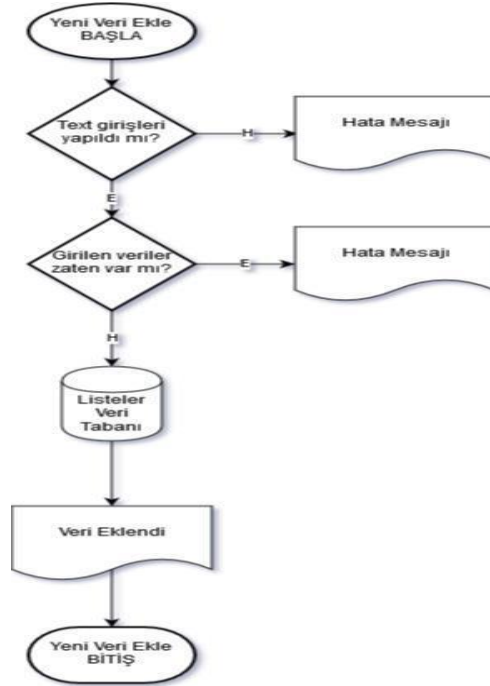 Yeni Veri Ekle
BAŞLA
Text girişleri
yapıldı mı?
H
Hata Mesajı
E
Girilen veriler
zaten var mı?
E
Hata Mesajı
H
Listeler
Veri
Tabanı
Veri Eklendi
Yeni Veri Ekle
BİTİŞ